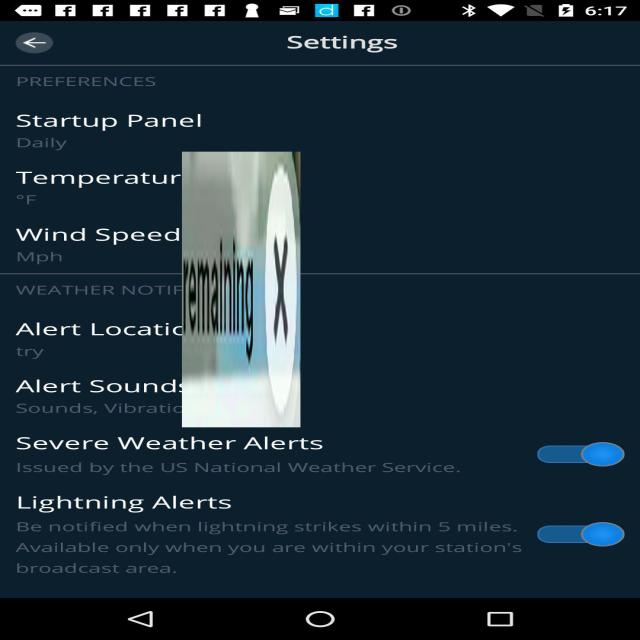 6:17
Settings
PREFERENCES
Startup Panel
Daily
Temperatur
°F
Wind Speed
Mph
WEATHER NOTIF
remaining X
Alert Locatio
try
Alert Sounds
Sounds, Vibratio
Severe Weather Alerts
Issued by the US National Weather Service.
Lightning Alerts
Be notified when lightning strikes within 5 miles.
Available only when you are within your station's
broadcast area.